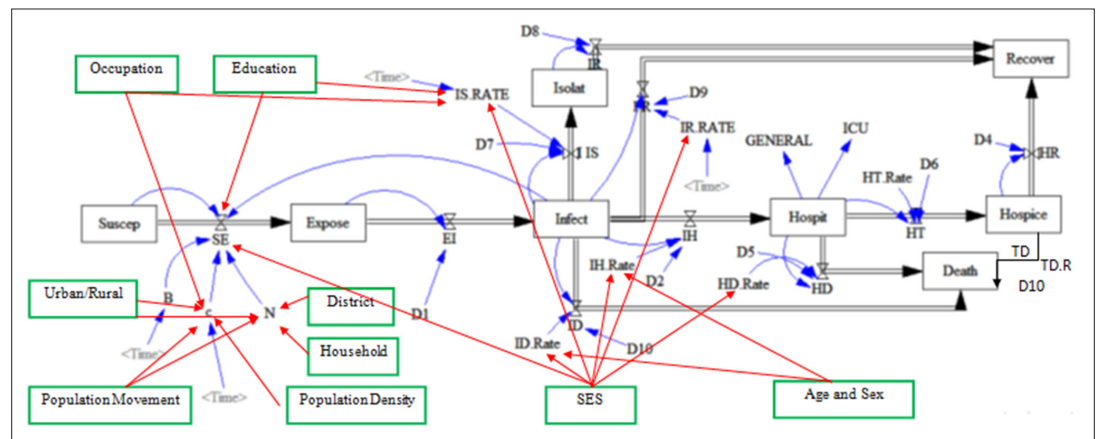 D8
IR
Recover
Occupation
Education
<Time>
IS.RATE
Isolat
D9
IR.RATE
GENERAL
ICU
D7
IS
D4
HR
D6
HT.Rate
<Time>
Suscep
Expose
Infect
Hospit
Hospice
SE
EI
IH
HT
TD
TD.R
D10
IH.Rate
D2
D5
HD.Rate
HD
Death
Urban/Rural
B
c
N
District
D1
ID
ID.Rate
D10
<Time>
Household
Population Movement
<Time>
Population Density
SES
Age and Sex